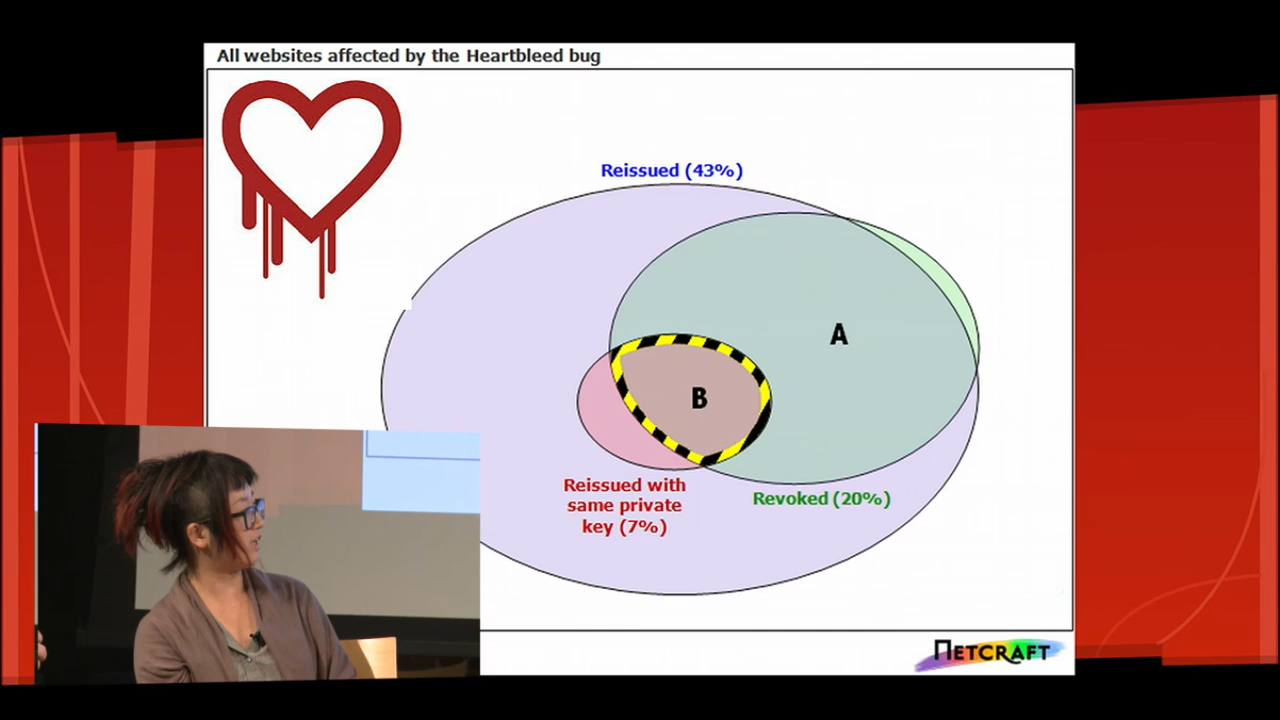 All websites affected by the Heartbleed bug
Reissued (43%)
A
B
Reissued with
same private
key (7%)
Revoked (20%)
NETCRAFT